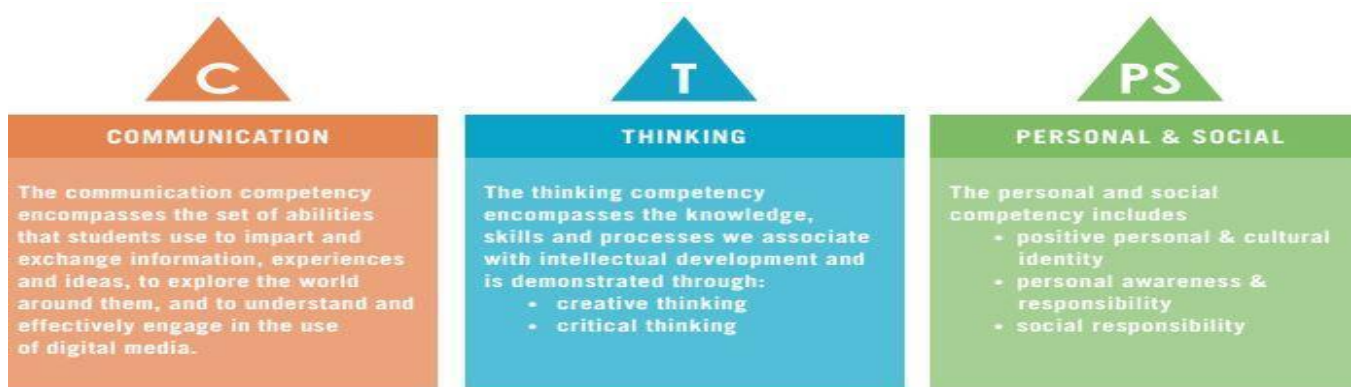 C
COMMUNICATION
The communication competency
encompasses the set of abilities
that students use to impart and
exchange information, experiences
and ideas, to explore the world
around them, and to understand and
effectively engage in the use
of digital media.
T
THINKING
The thinking competency
encompasses the knowledge,
skills and processes we associate
with intellectual development and
is demonstrated through:
• creative thinking
• critical thinking
PS
PERSONAL & SOCIAL
The personal and social
competency includes
• positive personal & cultural
identity
• personal awareness &
responsibility
• social responsibility